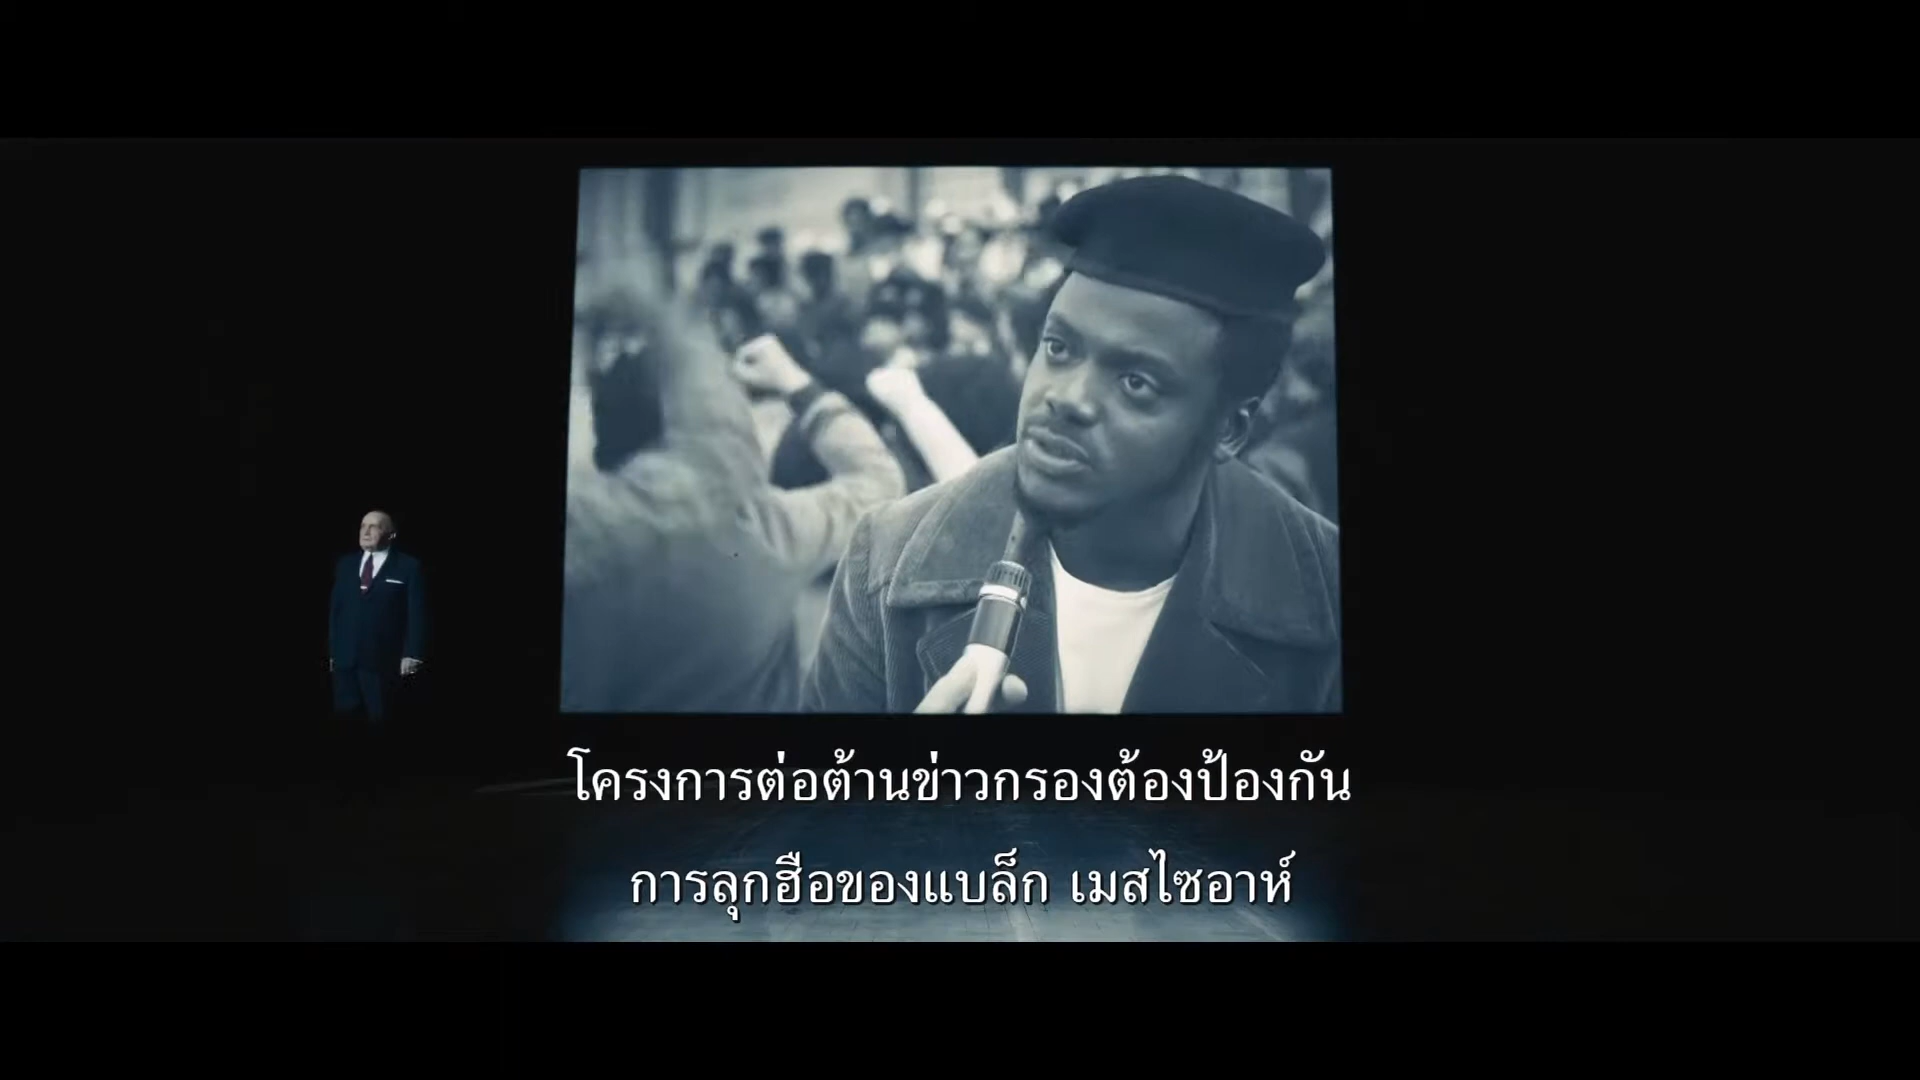 โครงการต่อต้านข่าวกรองต้องป้องกัน
การลุกฮือของแบล็ก เมสไซอาห์